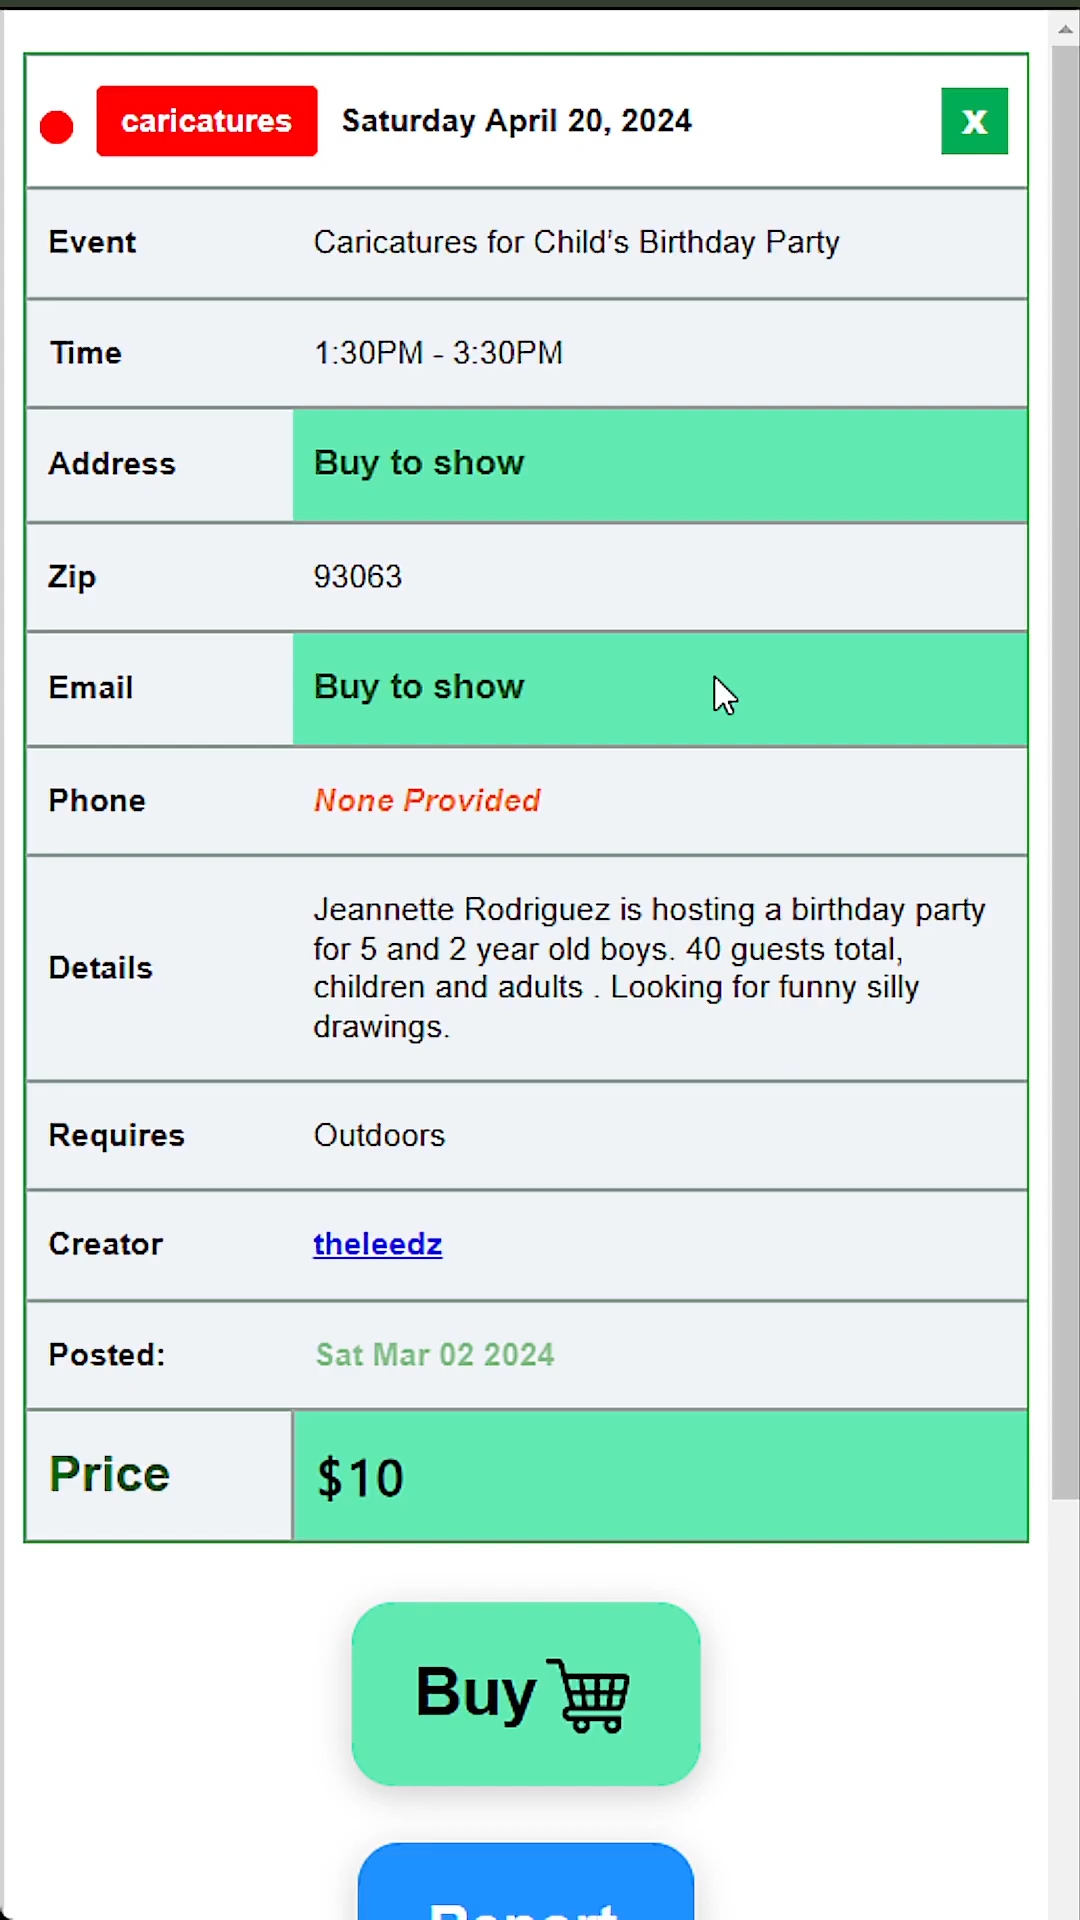 caricatures Saturday April 20, 2024 X
Event Caricatures for Child's Birthday Party
Time 1:30PM - 3:30PM
Address Buy to show
Zip 93063
Email Buy to show
Phone None Provided
Details Jeannette Rodriguez is hosting a birthday party
for 5 and 2 year old boys. 40 guests total,
children and adults . Looking for funny silly
drawings.
Requires Outdoors
Creator theleedz
Posted: Sat Mar 02 2024
Price $10
Buy
Report